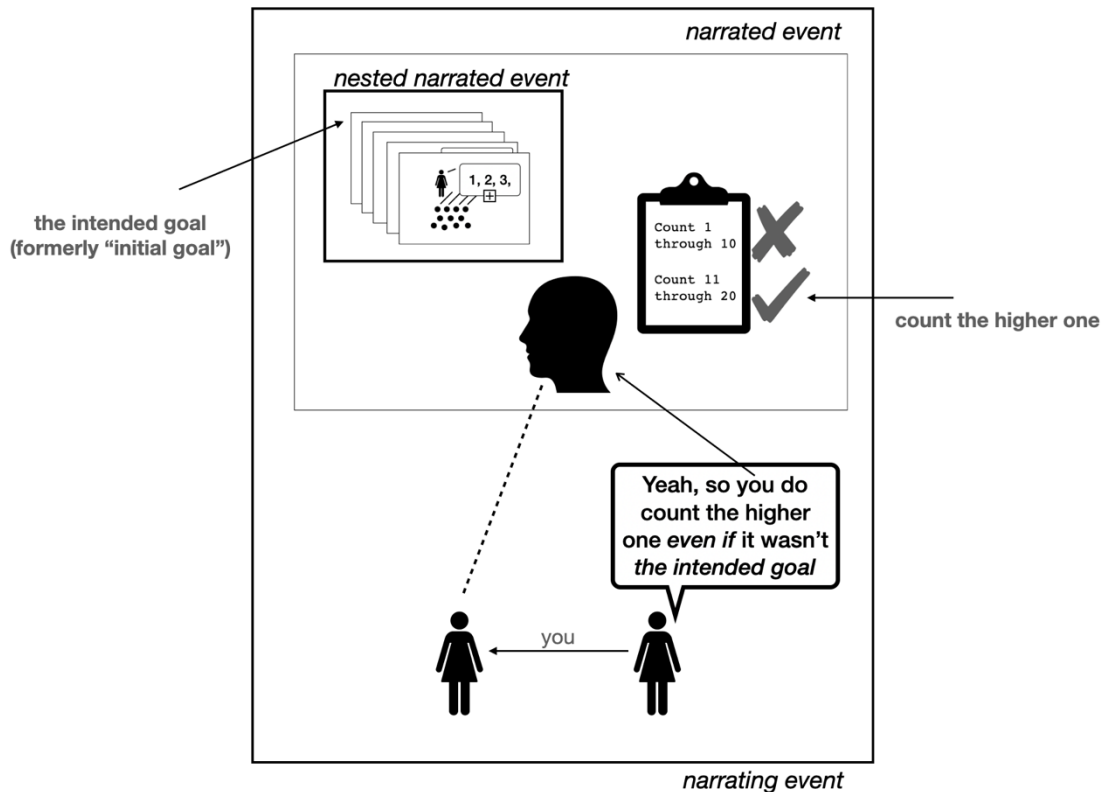 narrated event
nested narrated event
1, 2, 3,
the intended goal
(formerly “initial goal”)
Count 1
through 10
Count 11
through 20
count the higher one
Yeah, so you do
count the higher
one even if it wasn’t
the intended goal
you
narrating event